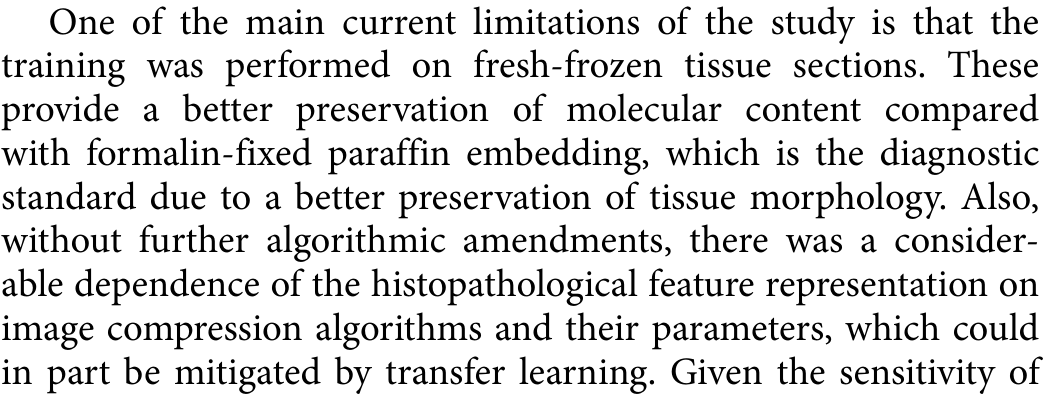 One of the main current limitations of the study is that the
training was performed on fresh-frozen tissue sections. These
provide a better preservation of molecular content compared
with formalin-fixed paraffin embedding, which is the diagnostic
standard due to a better preservation of tissue morphology. Also,
without further algorithmic amendments, there was a consider-
able dependence of the histopathological feature representation on
image compression algorithms and their parameters, which could
in part be mitigated by transfer learning. Given the sensitivity of